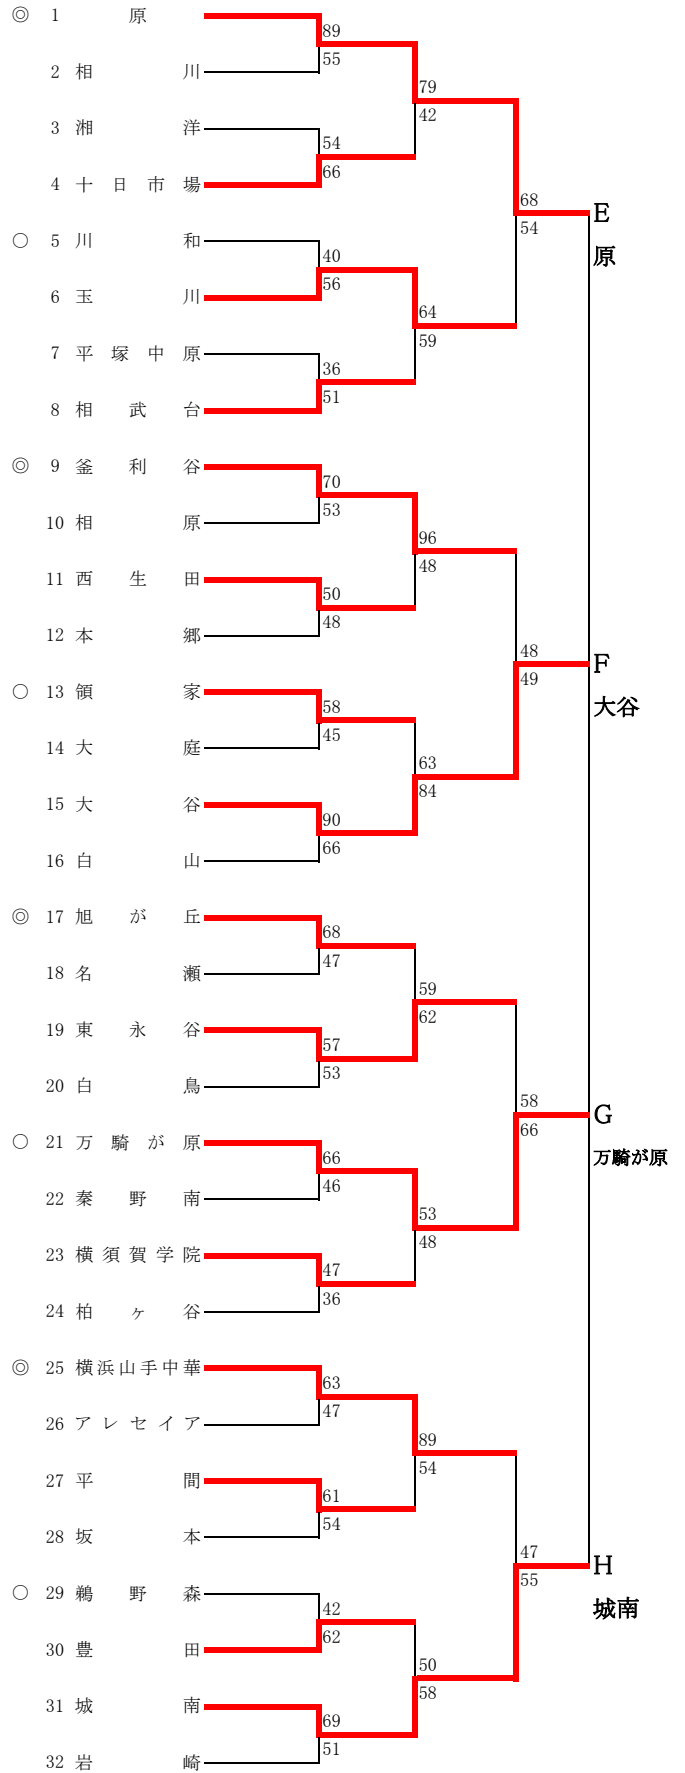 ◎ 1 原
89
55
2 相川
79
42
3 湘洋
54
66
4 十日市場
68
54
E
原
○ 5 川和
40
56
6 玉川
64
59
7 平塚中原
36
51
8 相武台
◎ 9 釜利谷
70
53
10 相原
96
48
11 西生田
50
48
12 本郷
48
49
F
大谷
○ 13 領家
58
45
14 大庭
63
84
15 大谷
90
66
16 白山
◎ 17 旭が丘
68
47
18 名瀬
59
62
19 東永谷
57
53
20 白鳥
58
66
G
万騎が原
○ 21 万騎が原
66
46
22 秦野南
53
48
23 横須賀学院
47
36
24 柏ヶ谷
◎ 25 横浜山手中華
63
47
26 アレセイア
89
54
27 平間
61
54
28 坂本
47
55
H
城南
○ 29 鵜野森
42
62
30 豊田
50
58
31 城南
69
51
32 岩崎